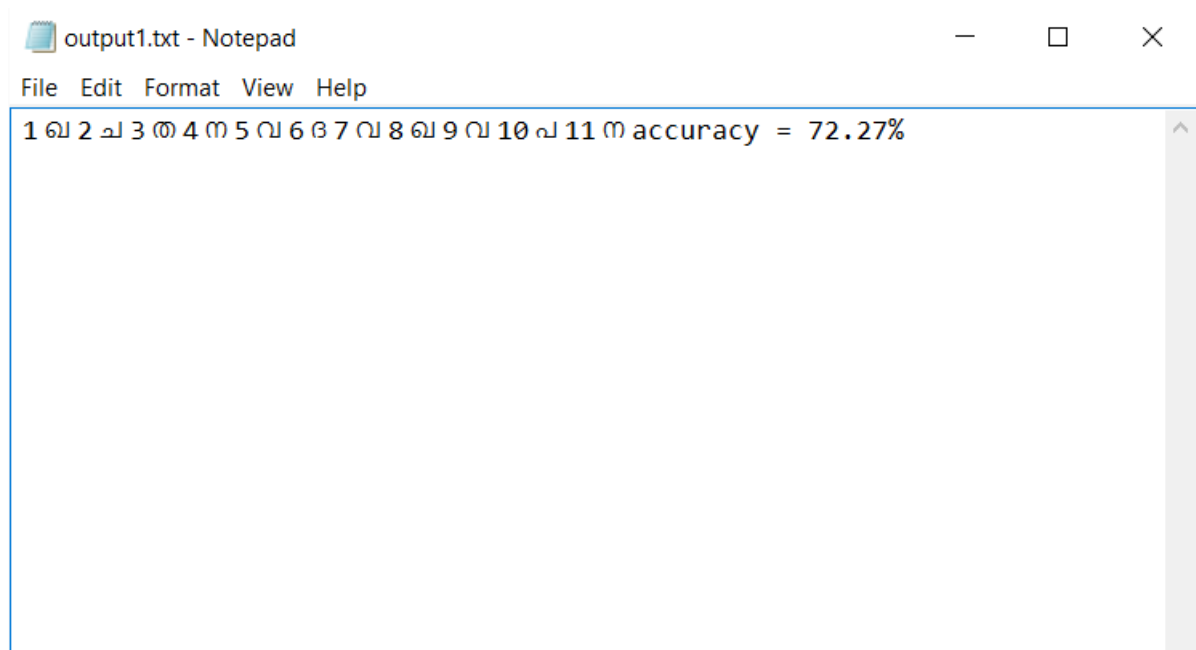 output1.txt - Notepad
File Edit Format View Help
1 ഖ 2 ച 3 ത 4 ന 5 വ 6 ദ 7 വ 8 ഖ 9 വ 10 പ 11 ന accuracy = 72.27%